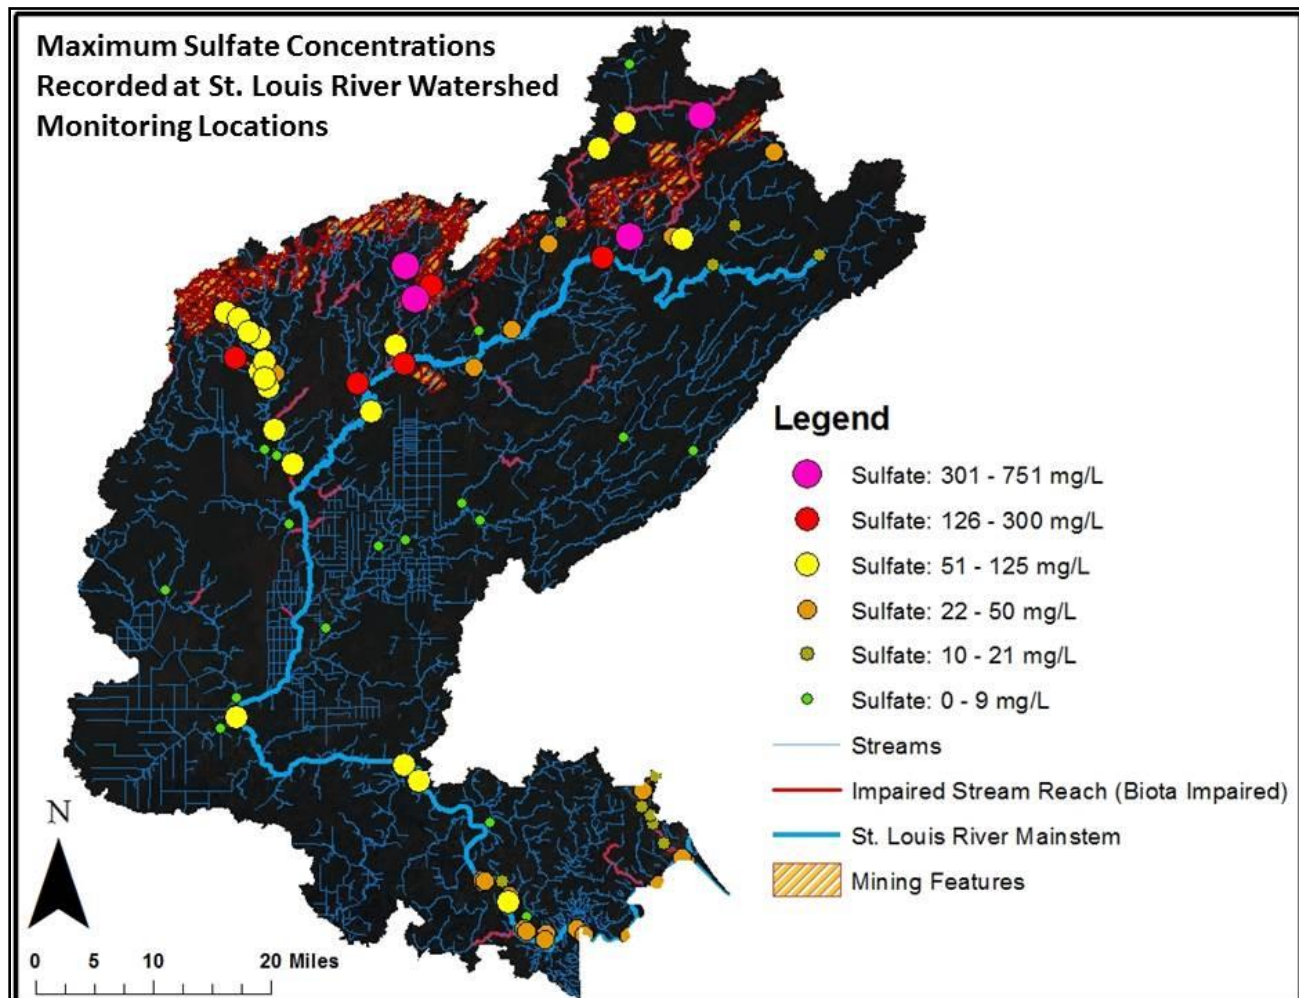 Maximum Sulfate Concentrations
Recorded at St. Louis River Watershed
Monitoring Locations
Legend
Sulfate: 301 - 751 mg/L
Sulfate: 126 - 300 mg/L
Sulfate: 51 - 125 mg/L
Sulfate: 22 - 50 mg/L
Sulfate: 10 - 21 mg/L
Sulfate: 0 - 9 mg/L
Streams
Impaired Stream Reach (Biota Impaired)
St. Louis River Mainstem
Mining Features
N
0 5 10 20 Miles